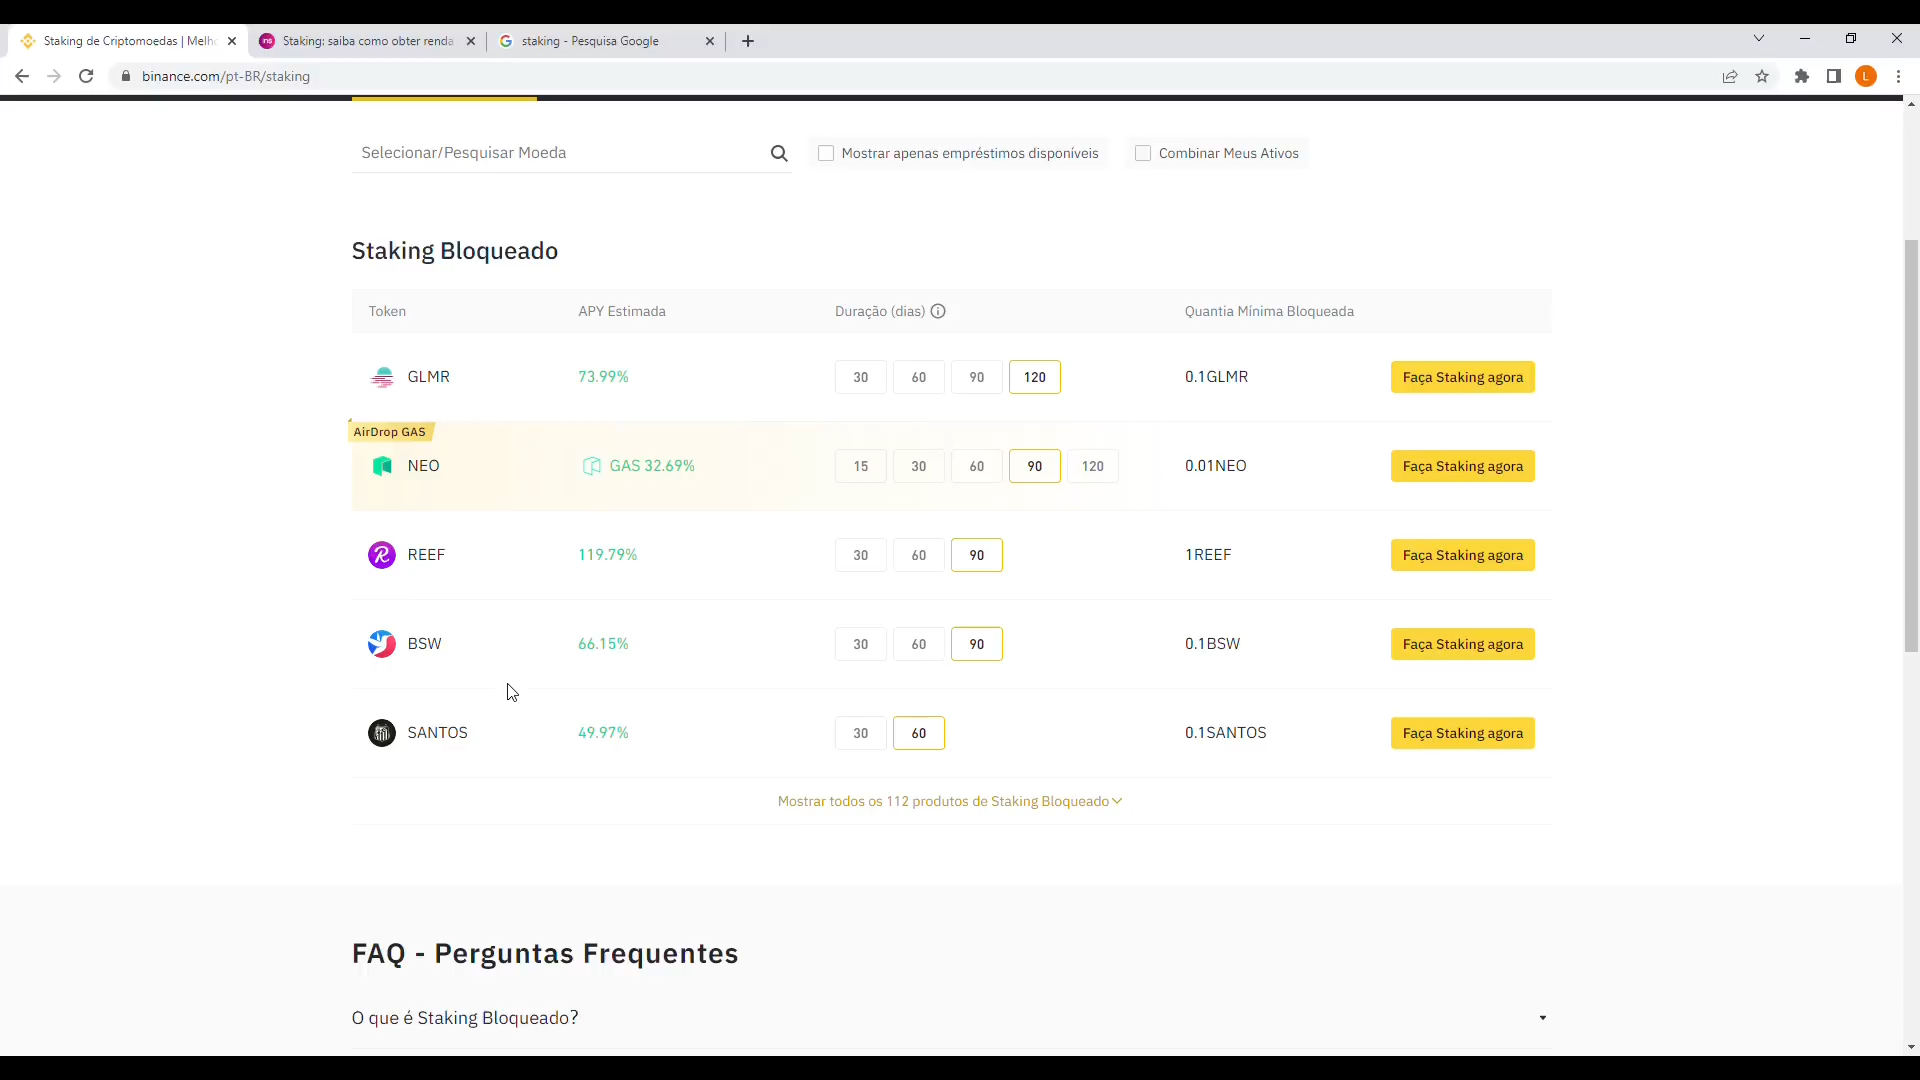 Staking de Criptomoedas | Melho
Staking: saiba como obter renda
staking - Pesquisa Google
binance.com/pt-BR/staking
L
Selecionar/Pesquisar Moeda
Mostrar apenas empréstimos disponíveis
Combinar Meus Ativos
Staking Bloqueado
Token APY Estimada Duração (dias) Quantia Mínima Bloqueada
GLMR 73.99% 30 60 90 120 0.1GLMR Faça Staking agora
AirDrop GAS
NEO GAS 32.69% 15 30 60 90 120 0.01NEO Faça Staking agora
REEF 119.79% 30 60 90 1REEF Faça Staking agora
BSW 66.15% 30 60 90 0.1BSW Faça Staking agora
SANTOS 49.97% 30 60 0.1SANTOS Faça Staking agora
Mostrar todos os 112 produtos de Staking Bloqueado
FAQ - Perguntas Frequentes
O que é Staking Bloqueado?